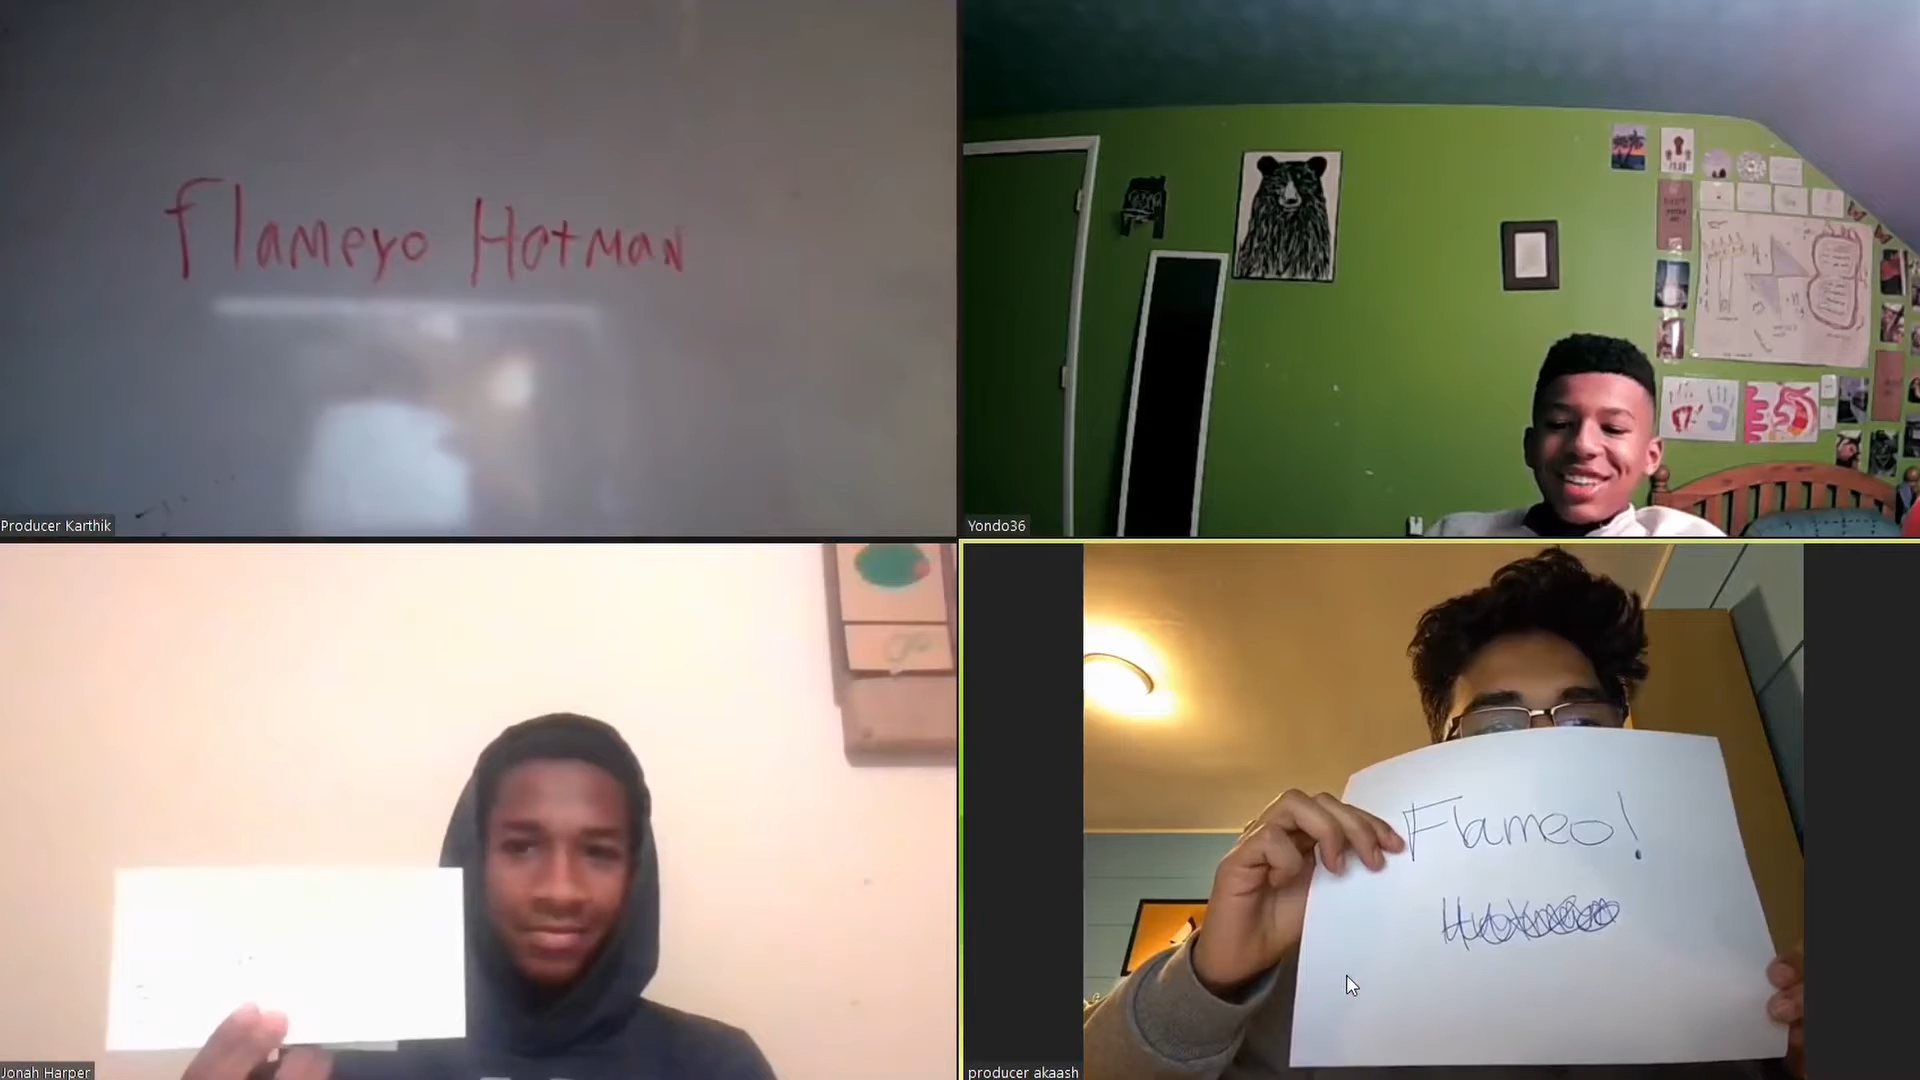 Flameyo Hotman
Producer Karthik
Yondo36
Jonah Harper
Flameo!
producer akaash